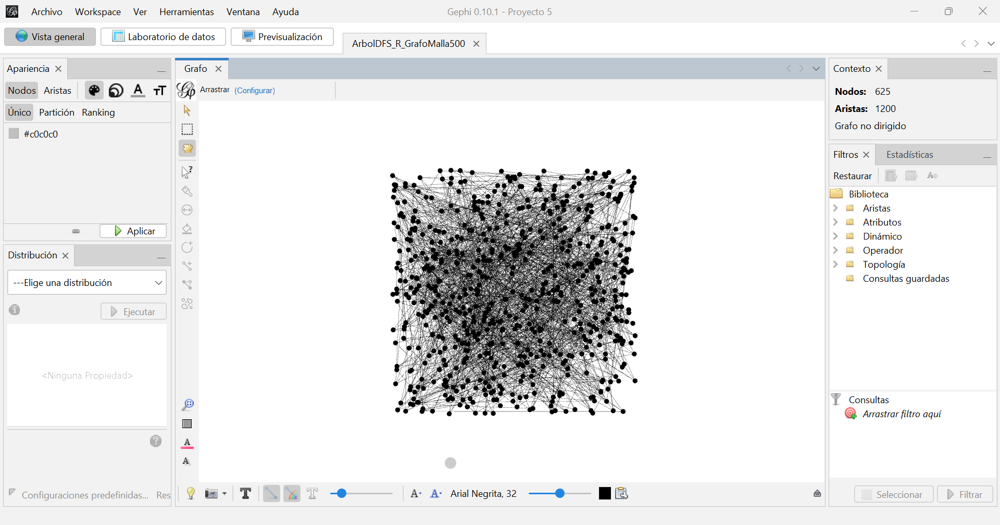 Archivo Workspace Ver Herramientas Ventana Ayuda
Gephi 0.10.1 - Proyecto 5
Vista general
Laboratorio de datos
Previsualización
ArbolDFS_R_GrafoMalla500
Apariencia
Nodos Aristas
Único Partición Ranking
#c0c0c0
Aplicar
Distribución
---Elige una distribución
Ejecutar
<Ninguna Propiedad>
Configuraciones predefinidas... Res
Grafo
Arrastrar (Configurar)
Arial Negrita, 32
Contexto
Nodos: 625
Aristas: 1200
Grafo no dirigido
Filtros
Estadísticas
Restaurar
Biblioteca
Aristas
Atributos
Dinámico
Operador
Topología
Consultas guardadas
Consultas
Arrastrar filtro aquí
Seleccionar
Filtrar